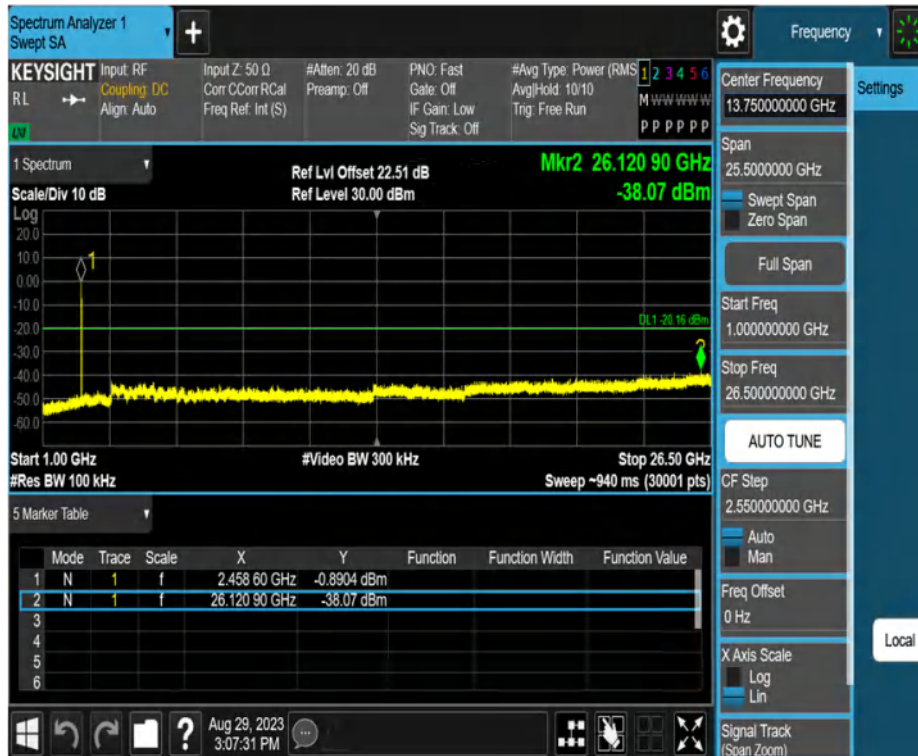 Spectrum Analyzer 1
Swept SA
+
Frequency
KEYSIGHT
RL
LNI
Input: RF
Coupling: DC
Align: Auto
Input Z: 50 Ω
Corr CCorr RCal
Freq Ref: Int (S)
#Atten: 20 dB
Preamp: Off
PNO: Fast
Gate: Off
IF Gain: Low
Sig Track: Off
#Avg Type: Power (RMS
Avg|Hold: 10/10
Trig: Free Run
1 2 3 4 5 6
M W W W W W
P P P P P P
1 Spectrum
Scale/Div 10 dB
Ref Lvl Offset 22.51 dB
Ref Level 30.00 dBm
Mkr2 26.120 90 GHz
-38.07 dBm
Log
20.0
10.0
0.00
-10.0
-20.0
-30.0
-40.0
-50.0
-60.0
1
DL1 -20.16 dBm
2
Start 1.00 GHz
#Video BW 300 kHz
Stop 26.50 GHz
#Res BW 100 kHz
Sweep ~940 ms (30001 pts)
5 Marker Table
Mode Trace Scale X Y Function Function Width Function Value
1 N 1 f 2.458 60 GHz -0.8904 dBm
2 N 1 f 26.120 90 GHz -38.07 dBm
3
4
5
6
?
Aug 29, 2023
3:07:31 PM
Center Frequency
13.750000000 GHz
Settings
Span
25.5000000 GHz
Swept Span
Zero Span
Full Span
Start Freq
1.000000000 GHz
Stop Freq
26.500000000 GHz
AUTO TUNE
CF Step
2.550000000 GHz
Auto
Man
Freq Offset
0 Hz
Local
X Axis Scale
Log
Lin
Signal Track
(Span Zoom)